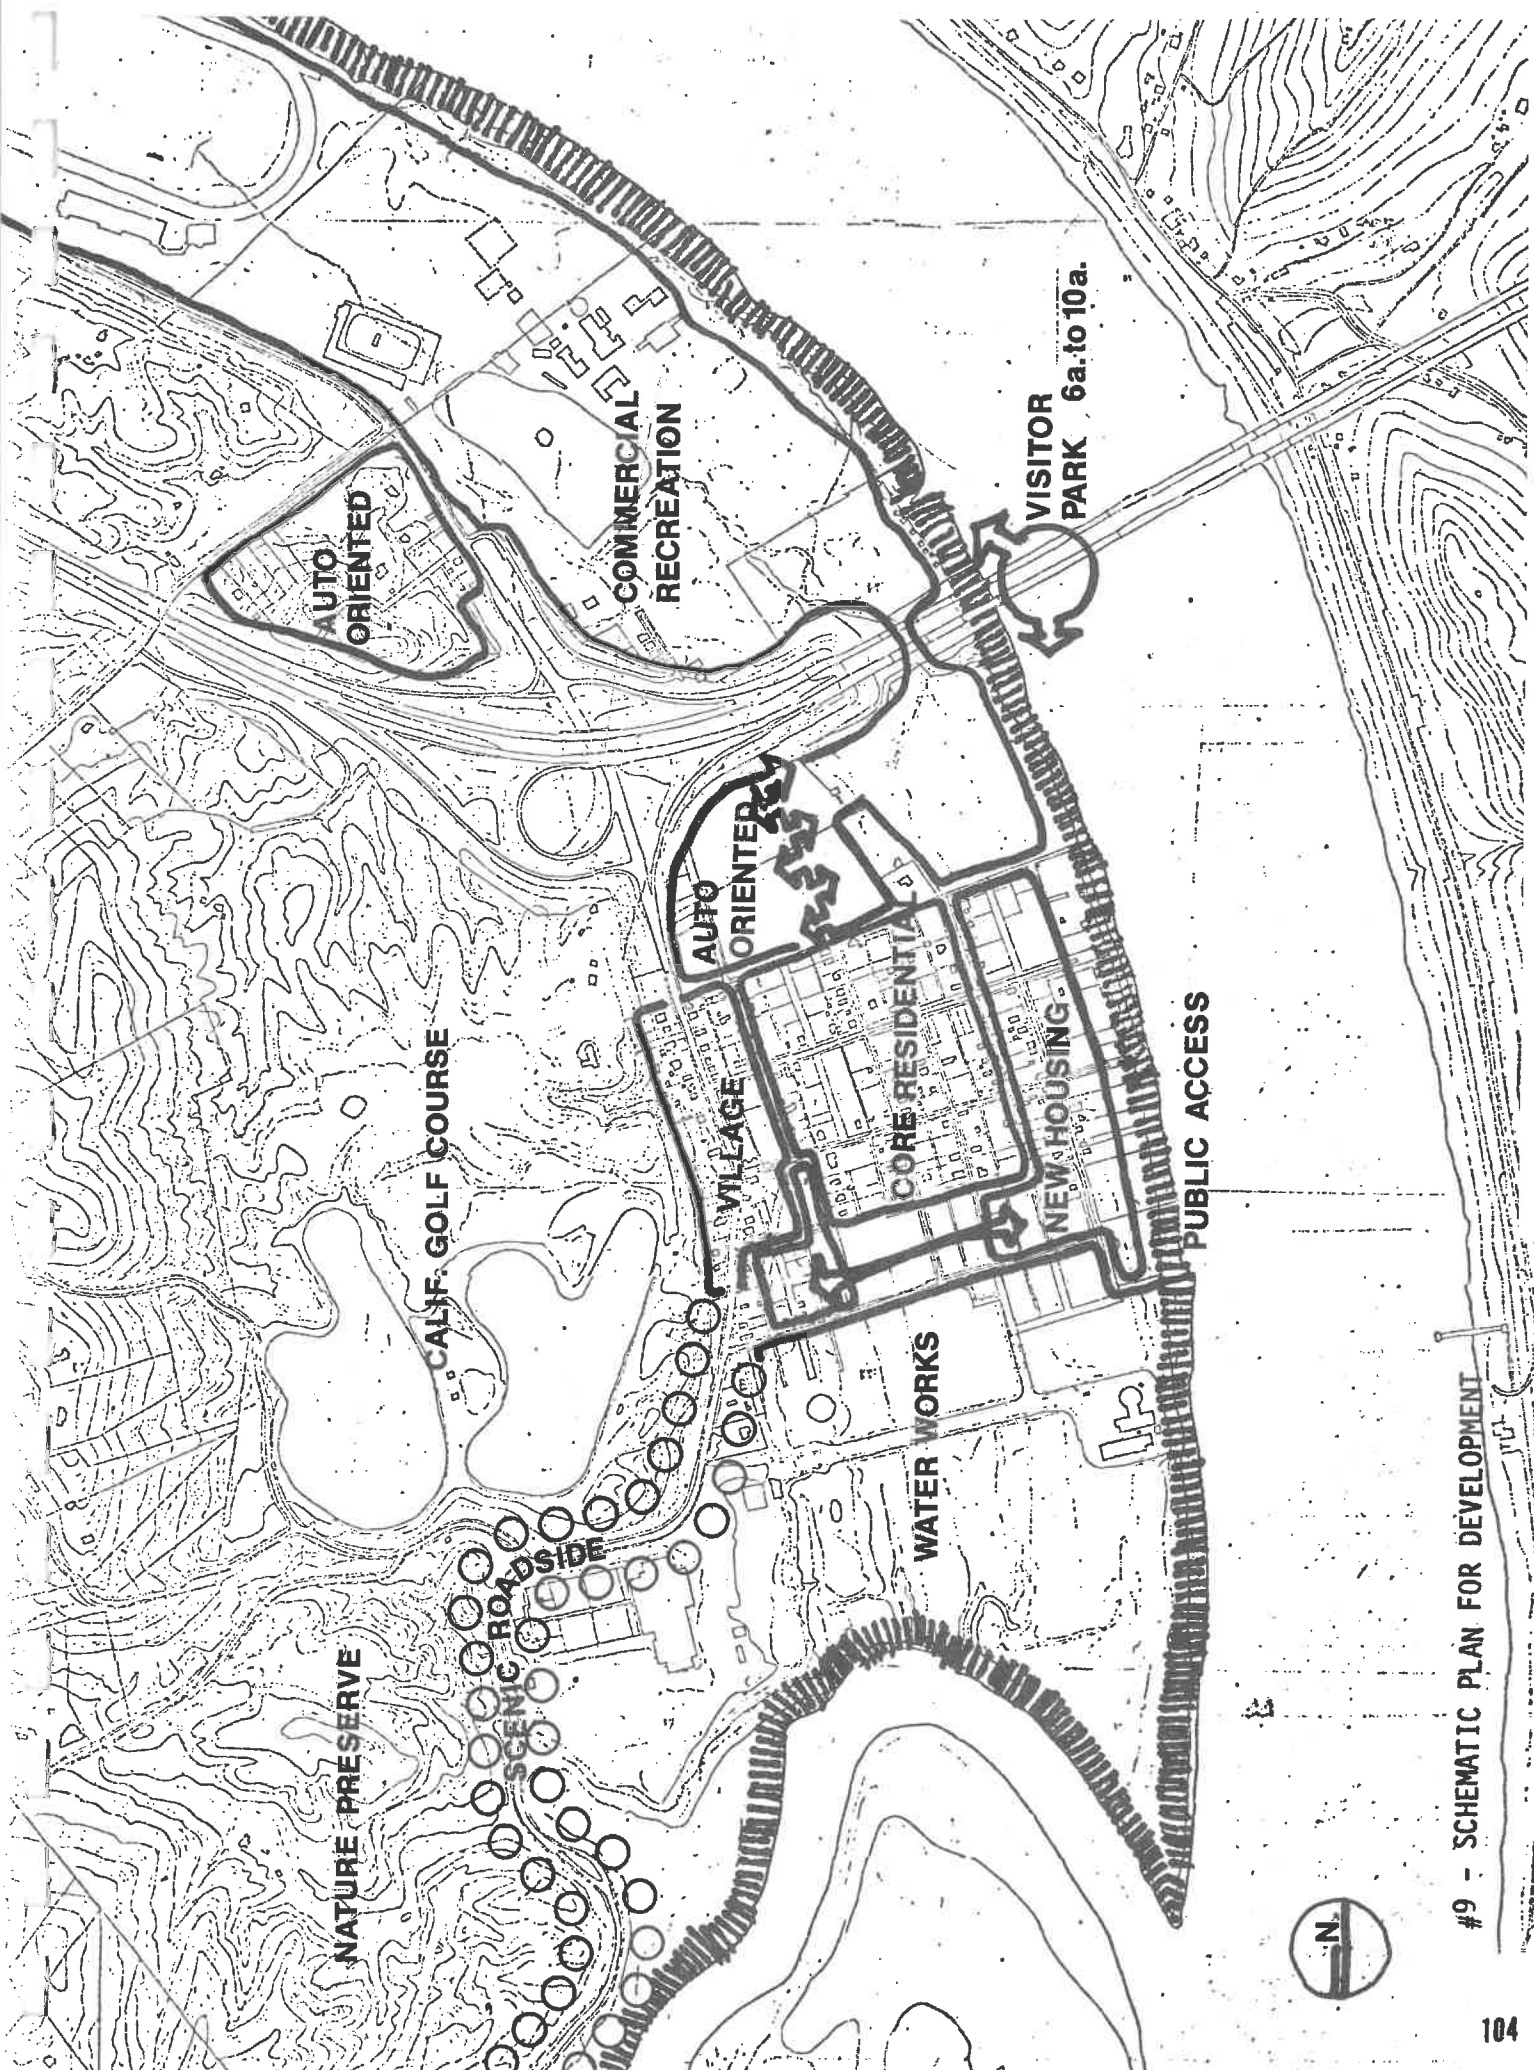 AUTO
ORIENTED
COMMERCIAL
RECREATION
VISITOR
PARK 6a. to 10a.
AUTO
ORIENTED
CALIF. GOLF COURSE
VILLAGE
CORE RESIDENTIAL
NEW HOUSING
PUBLIC ACCESS
WATER WORKS
SCENIC ROADSIDE
NATURE PRESERVE
N
#9 - SCHEMATIC PLAN FOR DEVELOPMENT
104